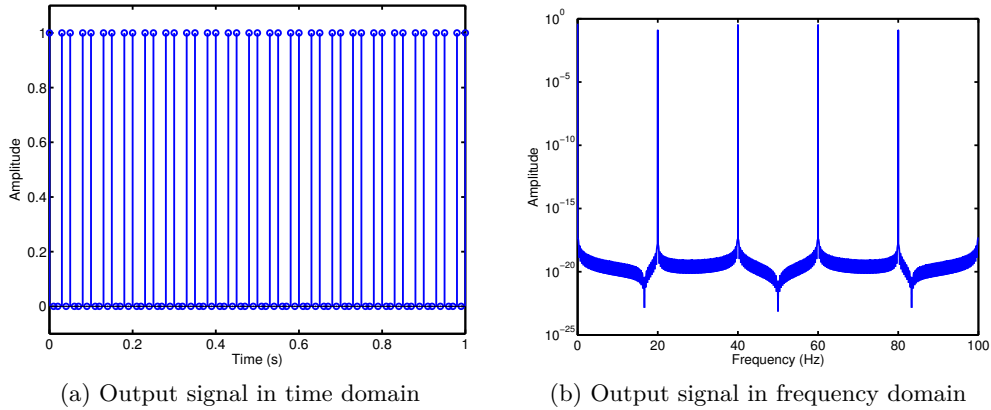 1
0.8
0.6
0.4
0.2
0
0 0.2 0.4 0.6 0.8 1
Amplitude
Time (s)
(a) Output signal in time domain
10^0
10^-5
10^-10
10^-15
10^-20
10^-25
0 20 40 60 80 100
Amplitude
Frequency (Hz)
(b) Output signal in frequency domain